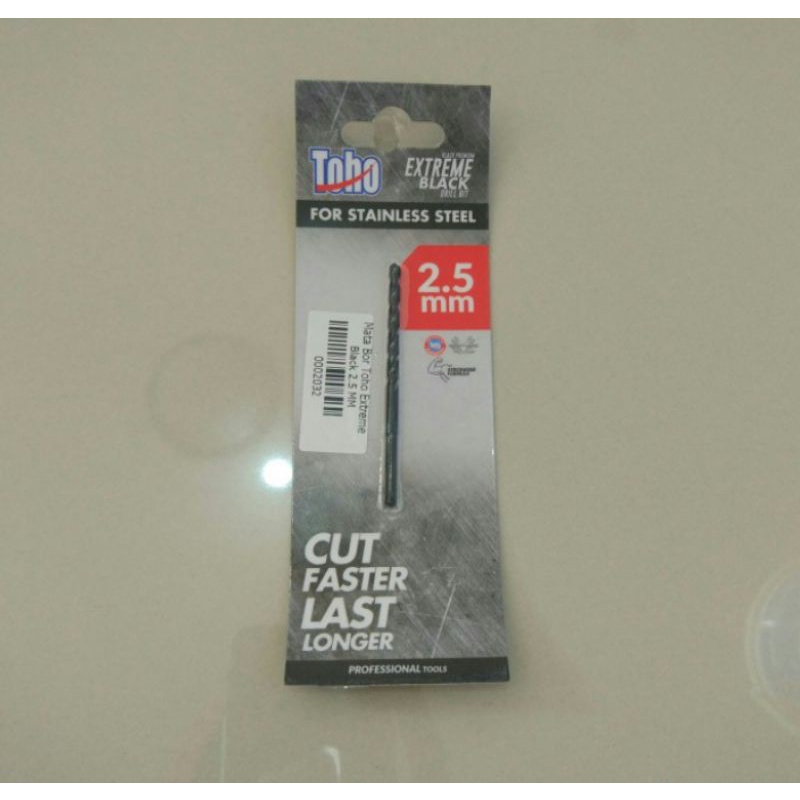 Toho
EXTREME
BLACK
DRILL BIT
FOR STAINLESS STEEL
2.5
mm
Mata Bor Toho Extreme
Black 2.5 MM
0002032
CUT
FASTER
LAST
LONGER
PROFESSIONAL TOOLS